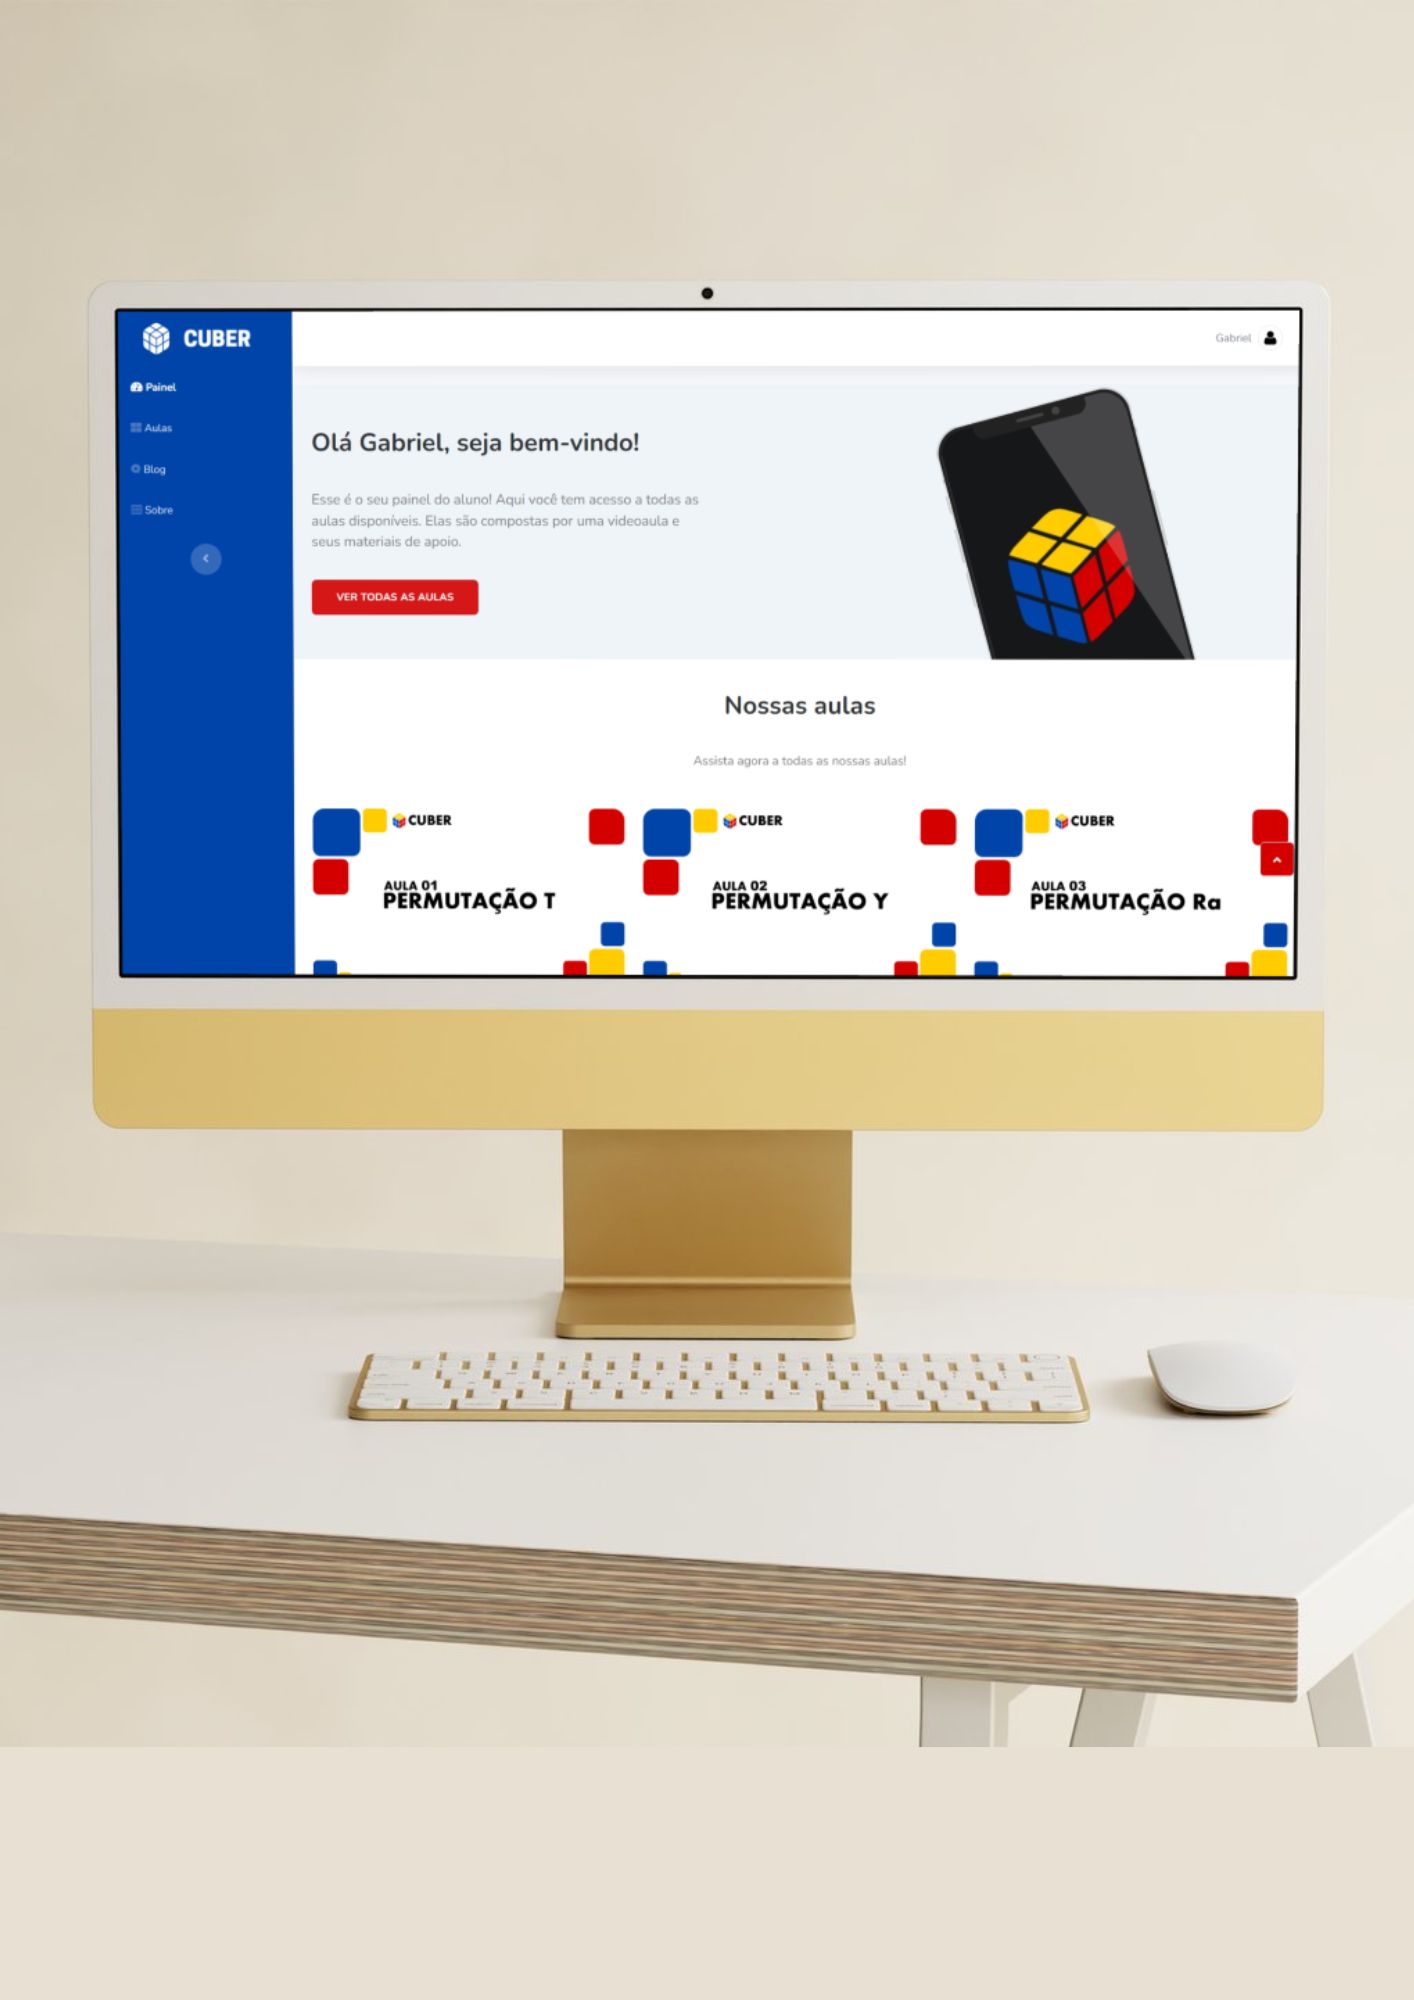 CUBER
Gabriel
Painel
Aulas
Blog
Sobre
Olá Gabriel, seja bem-vindo!
Esse é o seu painel do aluno! Aqui você tem acesso a todas as
aulas disponíveis. Elas são compostas por uma videoaula e
seus materiais de apoio.
VER TODAS AS AULAS
Nossas aulas
Assista agora a todas as nossas aulas!
CUBER
AULA 01
PERMUTAÇÃO T
CUBER
AULA 02
PERMUTAÇÃO Y
CUBER
AULA 03
PERMUTAÇÃO Ra